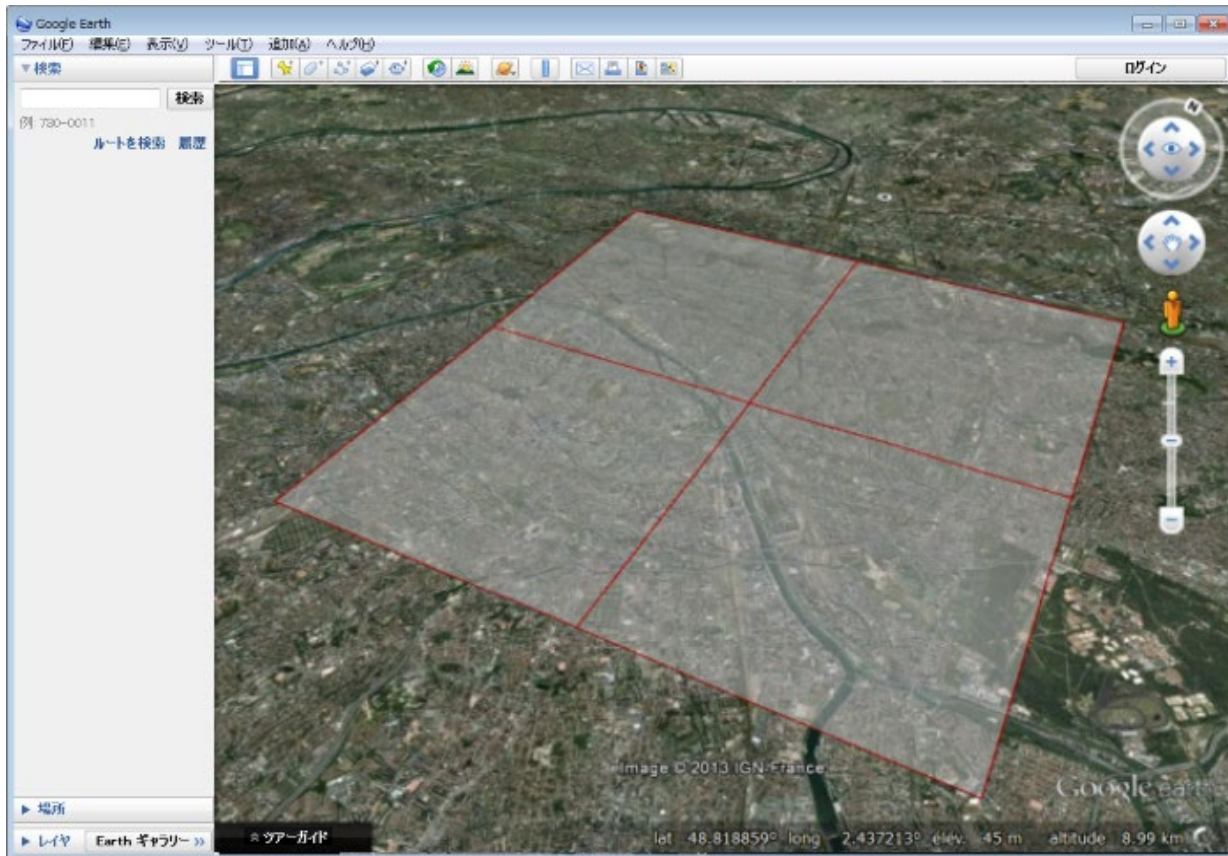 Google Earth
ファイル(F) 編集(E) 表示(V) ツール(T) 追加(A) ヘルプ(H)
▼検索
ログイン
検索
例: 780-0011
ルートを検索 履歴
N
Image © 2013 IGN-France
Google earth
▶ 場所
▶ レイヤ Earth ギャラリー >>
ツアーガイド
lat 48.818859° long 2.437213° elev. 45 m altitude 8.99 km